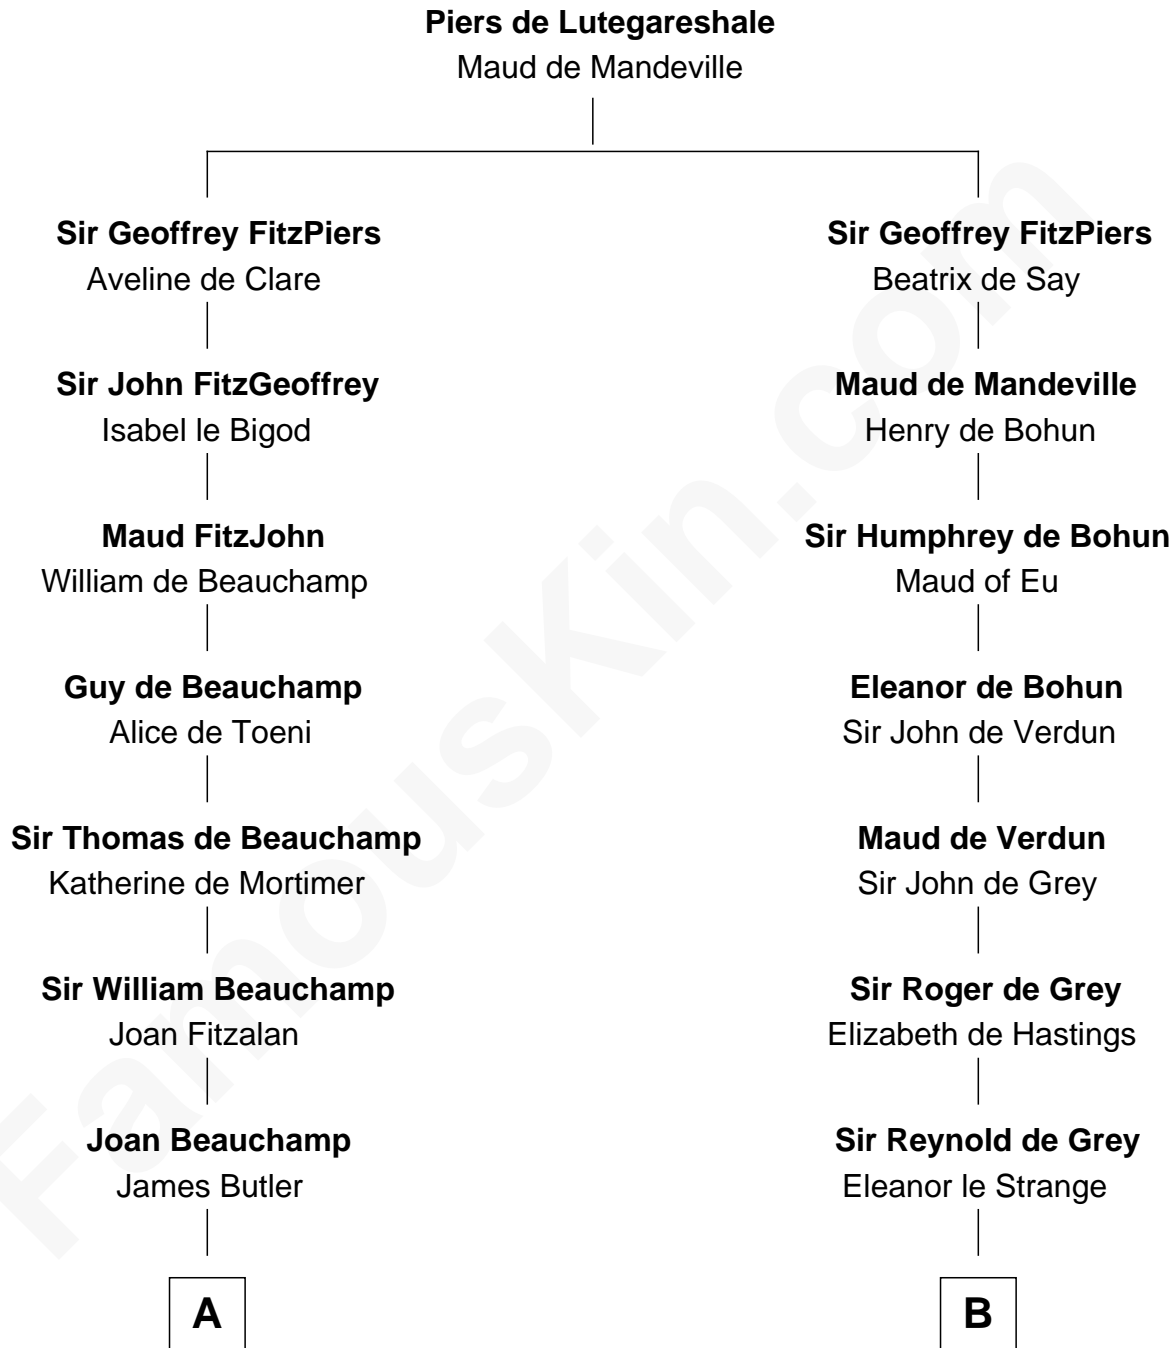 Piers de Lutegareshale
Maud de Mandeville
Sir Geoffrey FitzPiers
Aveline de Clare
Sir John FitzGeoffrey
Isabel le Bigod
Maud FitzJohn
William de Beauchamp
Guy de Beauchamp
Alice de Toeni
Sir Thomas de Beauchamp
Katherine de Mortimer
Sir William Beauchamp
Joan Fitzalan
Joan Beauchamp
James Butler
A
Sir Geoffrey FitzPiers
Beatrix de Say
Maud de Mandeville
Henry de Bohun
Sir Humphrey de Bohun
Maud of Eu
Eleanor de Bohun
Sir John de Verdun
Maud de Verdun
Sir John de Grey
Sir Roger de Grey
Elizabeth de Hastings
Sir Reynold de Grey
Eleanor le Strange
B
FamousKin.com